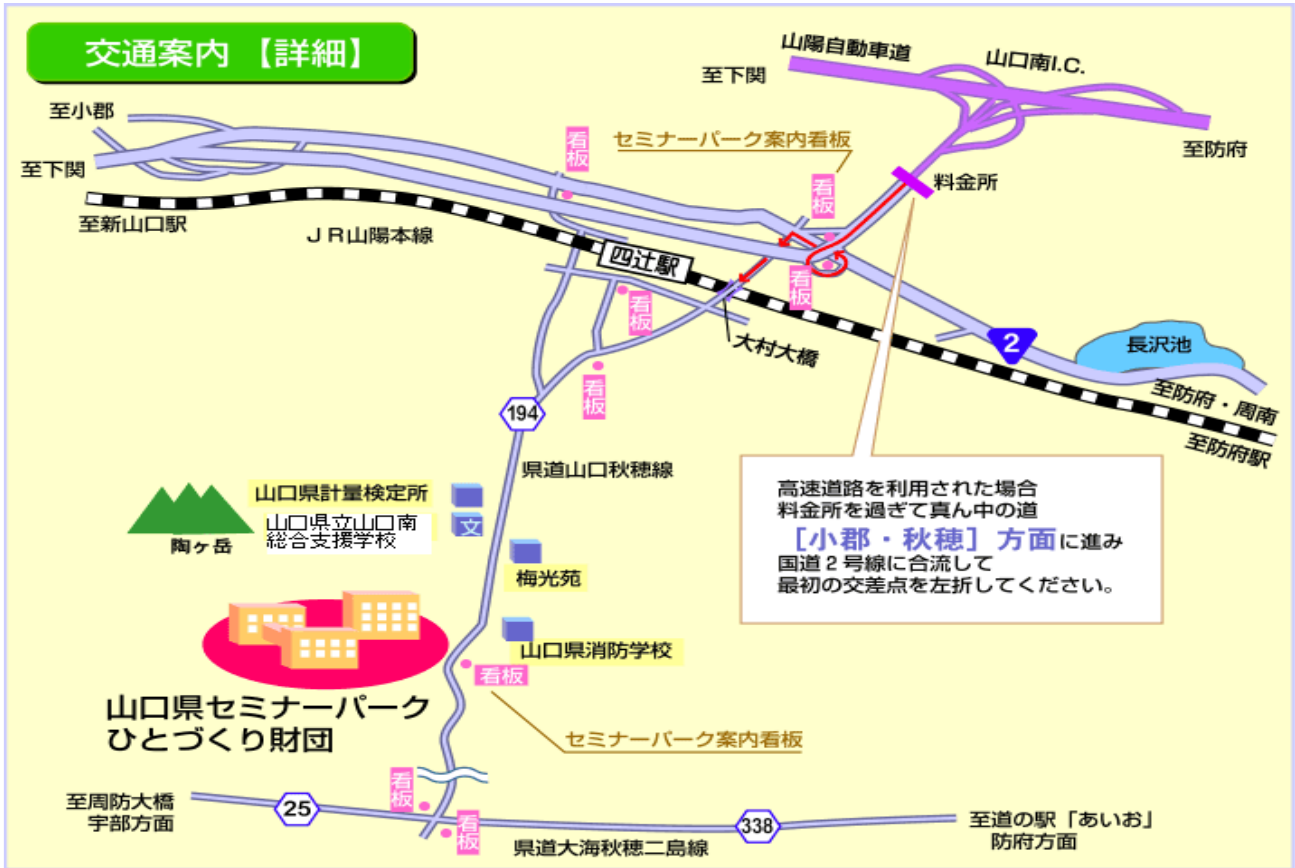 交通案内 【詳細】
山陽自動車道
山口南I.C.
至下関
至防府
至小郡
至下関
看板
セミナーパーク案内看板
看板
料金所
至新山口駅
JR山陽本線
四辻駅
看板
看板
大村大橋
2
長沢池
至防府・周南
至防府駅
看板
194
県道山口秋穂線
高速道路を利用された場合
料金所を過ぎて真ん中の道
［小郡・秋穂］方面に進み
国道2号線に合流して
最初の交差点を左折してください。
山口県計量検定所
山口県立山口南
総合支援学校
文
陶ヶ岳
梅光苑
山口県消防学校
看板
山口県セミナーパーク
ひとづくり財団
セミナーパーク案内看板
看板
至周防大橋
宇部方面
25
看板
県道大海秋穂二島線
338
至道の駅「あいお」
防府方面